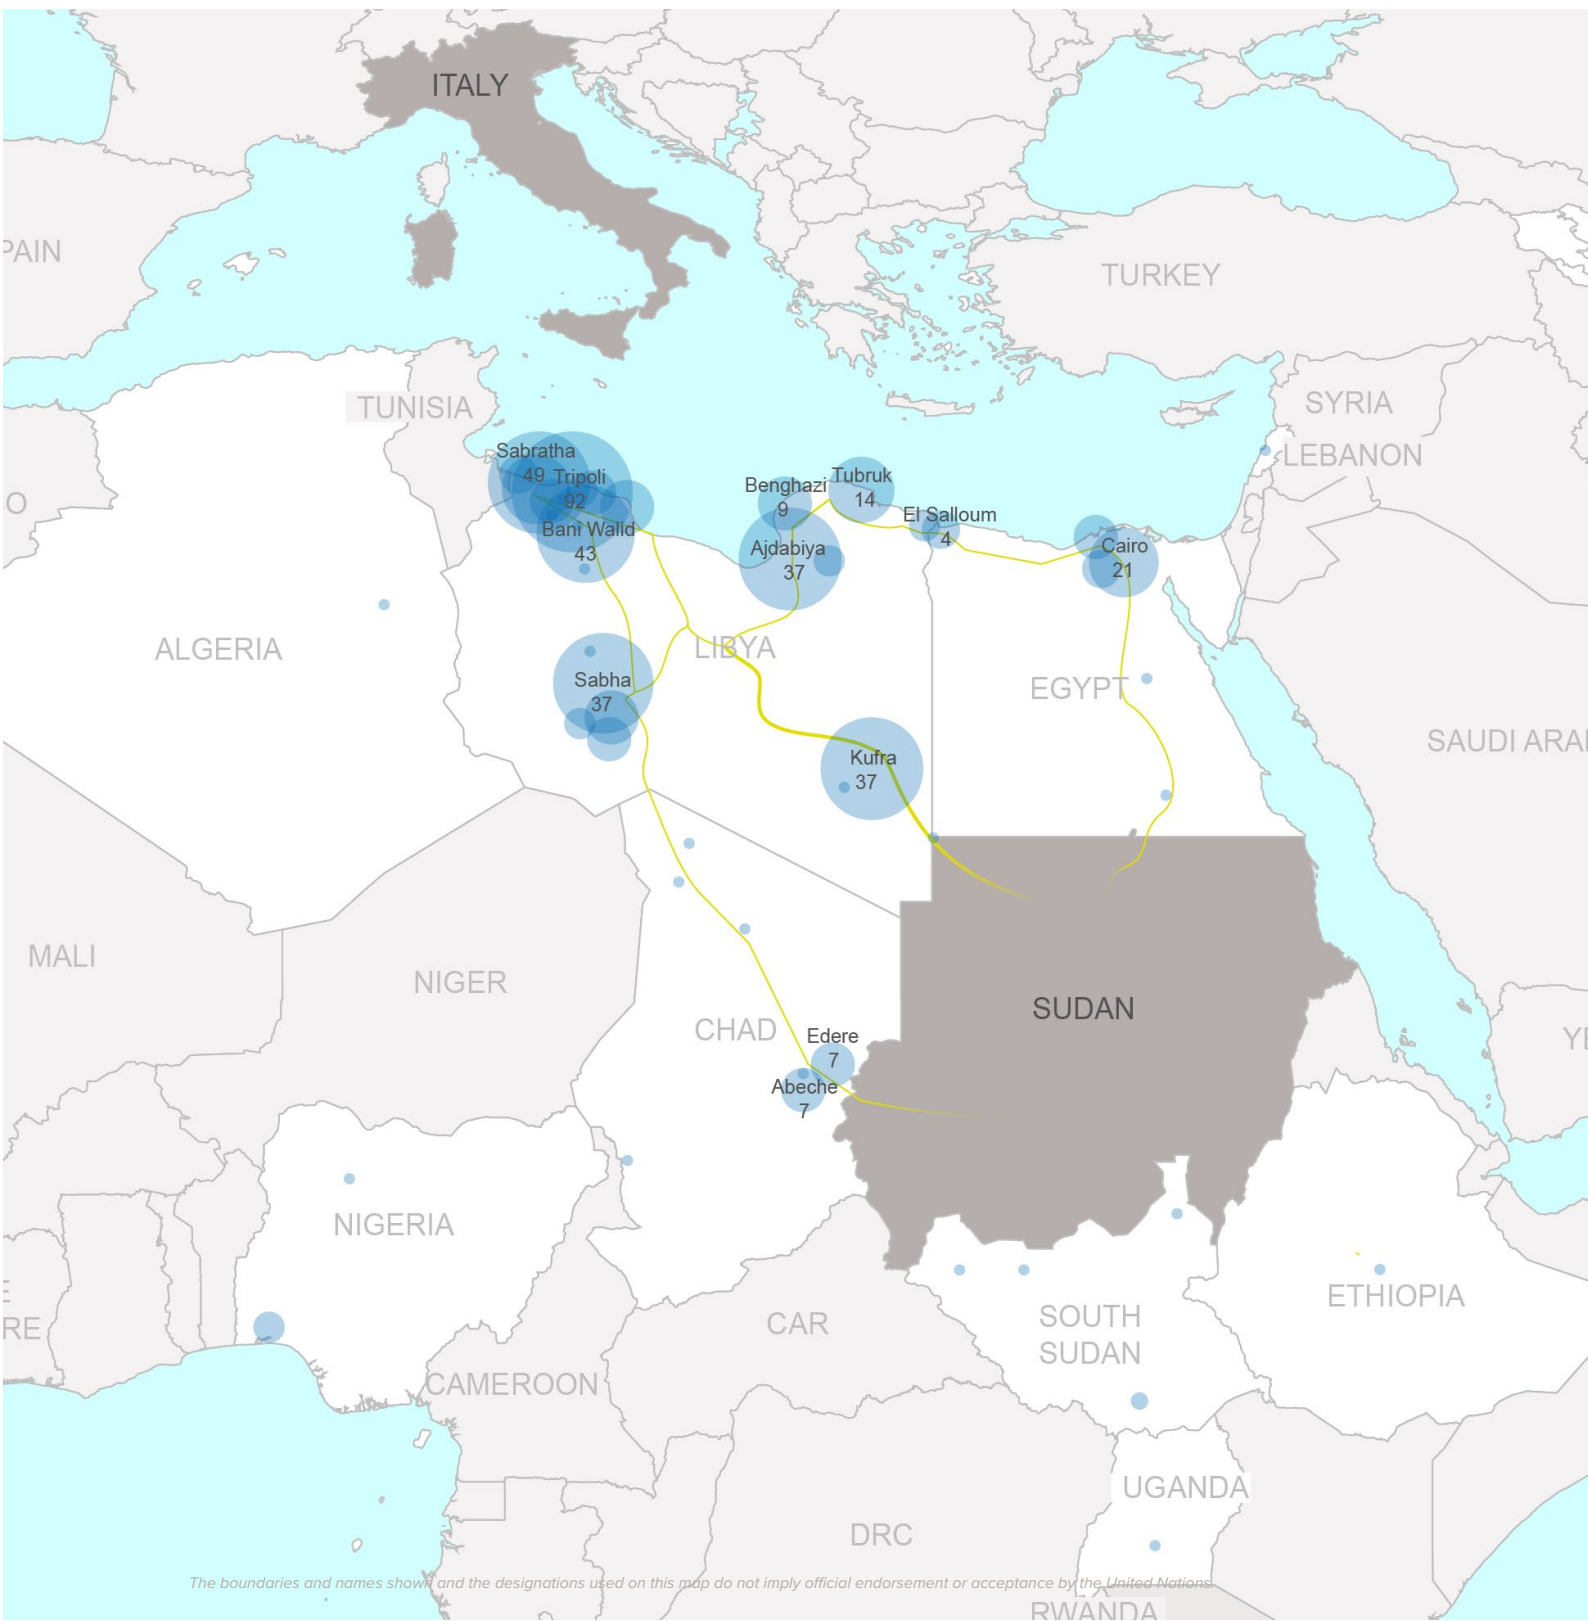 ITALY
PAIN
TURKEY
TUNISIA
SYRIA
LEBANON
Sabratha
49
Tripoli
92
Benghazi
9
Tubruk
14
O
El Salloum
4
Bani Walid
43
Ajdabiya
37
Cairo
21
ALGERIA
LIBYA
Sabha
37
EGYPT
SAUDI ARA
Kufra
37
MALI
NIGER
CHAD
SUDAN
Edere
7
YE
Abeche
7
NIGERIA
E
RE
CAR
SOUTH
SUDAN
ETHIOPIA
CAMEROON
UGANDA
DRC
The boundaries and names shown and the designations used on this map do not imply official endorsement or acceptance by the United Nations.
RWANDA